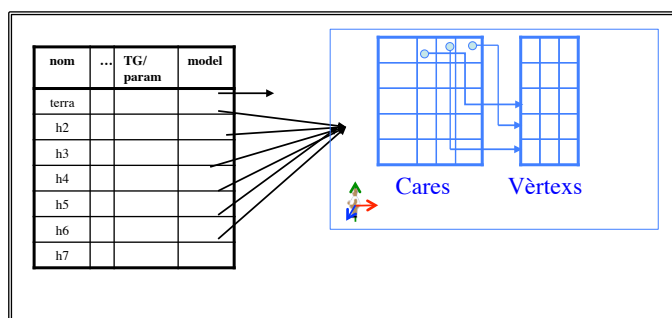 nom … TG/ param model
terra
h2
h3
h4
h5
h6
h7
Cares Vèrtexs